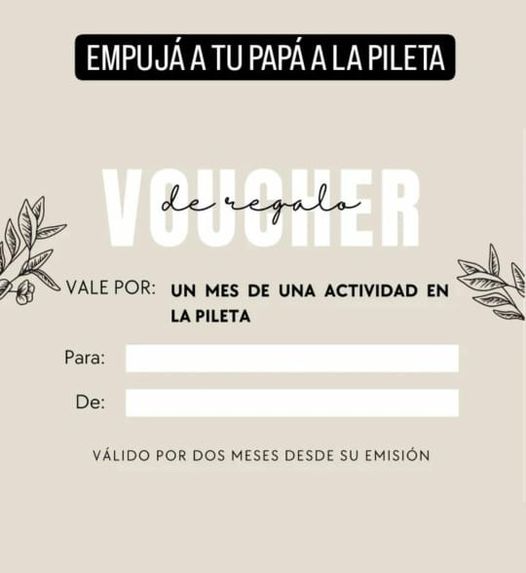 EMPUJÁ A TU PAPÁ A LA PILETA
VOUCHER
de regalo
VALE POR: UN MES DE UNA ACTIVIDAD EN
LA PILETA
Para:
De:
VÁLIDO POR DOS MESES DESDE SU EMISIÓN